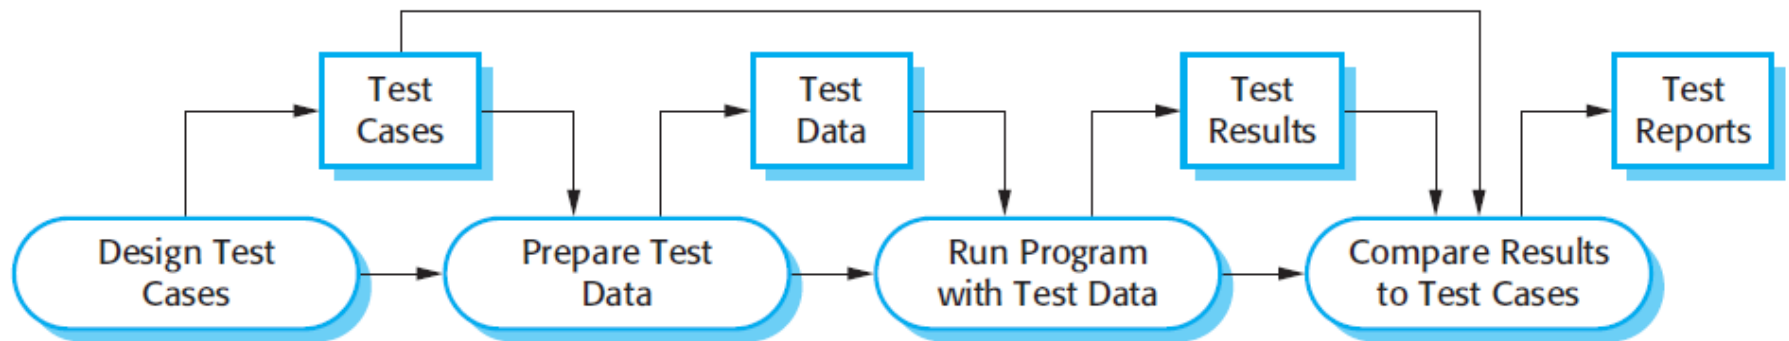 Test
Cases
Test
Data
Test
Results
Test
Reports
Design Test
Cases
Prepare Test
Data
Run Program
with Test Data
Compare Results
to Test Cases